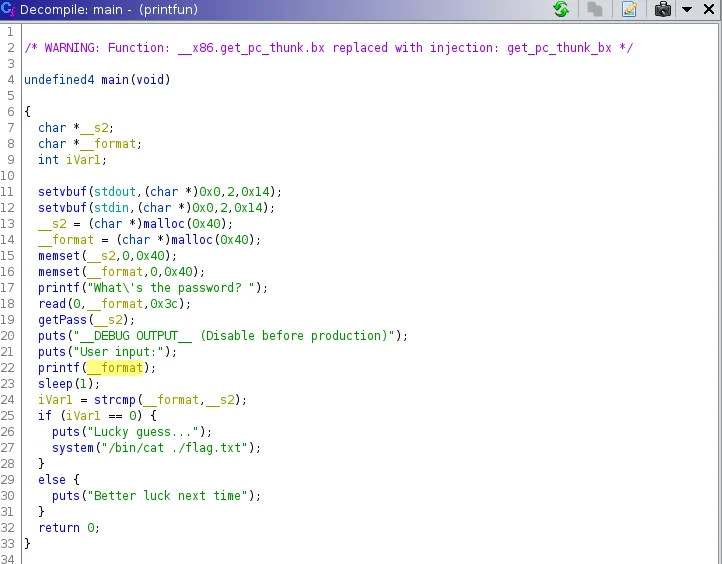 Decompile: main - (printfun)
1
2 /* WARNING: Function: __x86.get_pc_thunk.bx replaced with injection: get_pc_thunk_bx */
3
4 undefined4 main(void)
5
6 {
7 char *__s2;
8 char *__format;
9 int iVar1;
10
11 setvbuf(stdout,(char *)0x0,2,0x14);
12 setvbuf(stdin,(char *)0x0,2,0x14);
13 __s2 = (char *)malloc(0x40);
14 __format = (char *)malloc(0x40);
15 memset(__s2,0,0x40);
16 memset(__format,0,0x40);
17 printf("What\'s the password? ");
18 read(0,__format,0x3c);
19 getPass(__s2);
20 puts("__DEBUG OUTPUT__ (Disable before production)");
21 puts("User input:");
22 printf(__format);
23 sleep(1);
24 iVar1 = strcmp(__format,__s2);
25 if (iVar1 == 0) {
26 puts("Lucky guess...");
27 system("/bin/cat ./flag.txt");
28 }
29 else {
30 puts("Better luck next time");
31 }
32 return 0;
33 }
34